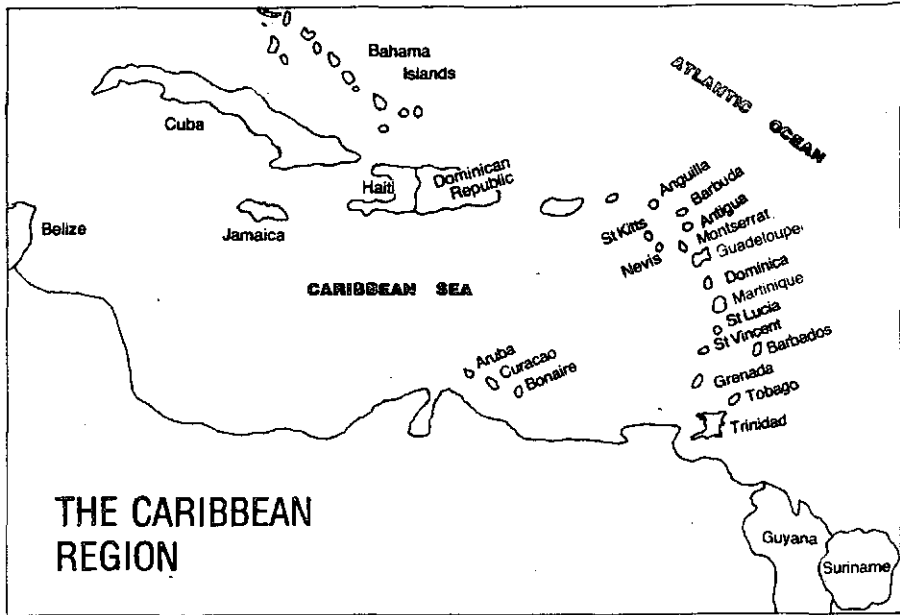 Bahama
Islands
ATLANTIC OCEAN
Cuba
Haiti
Dominican
Republic
Anguilla
Barbuda
Antigua
St Kitts
Montserrat
Nevis
Guadeloupe
Belize
Jamaica
CARIBBEAN SEA
Dominica
Martinique
St Lucia
St Vincent
Barbados
Aruba
Curacao
Bonaire
Grenada
Tobago
Trinidad
THE CARIBBEAN
REGION
Guyana
Suriname